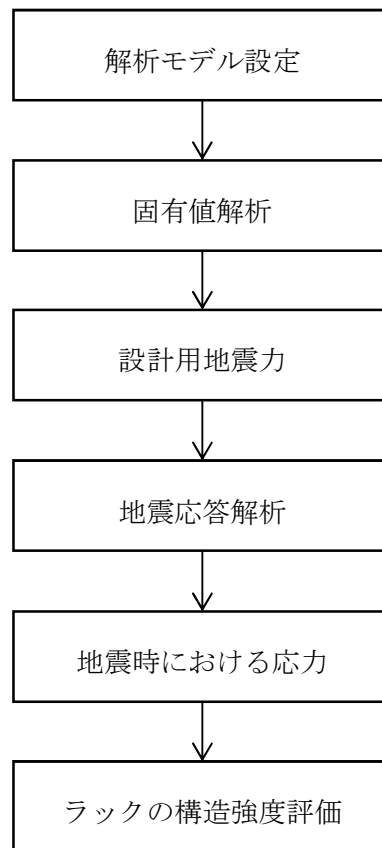 解析モデル設定
固有値解析
設計用地震力
地震応答解析
地震時における応力
ラックの構造強度評価